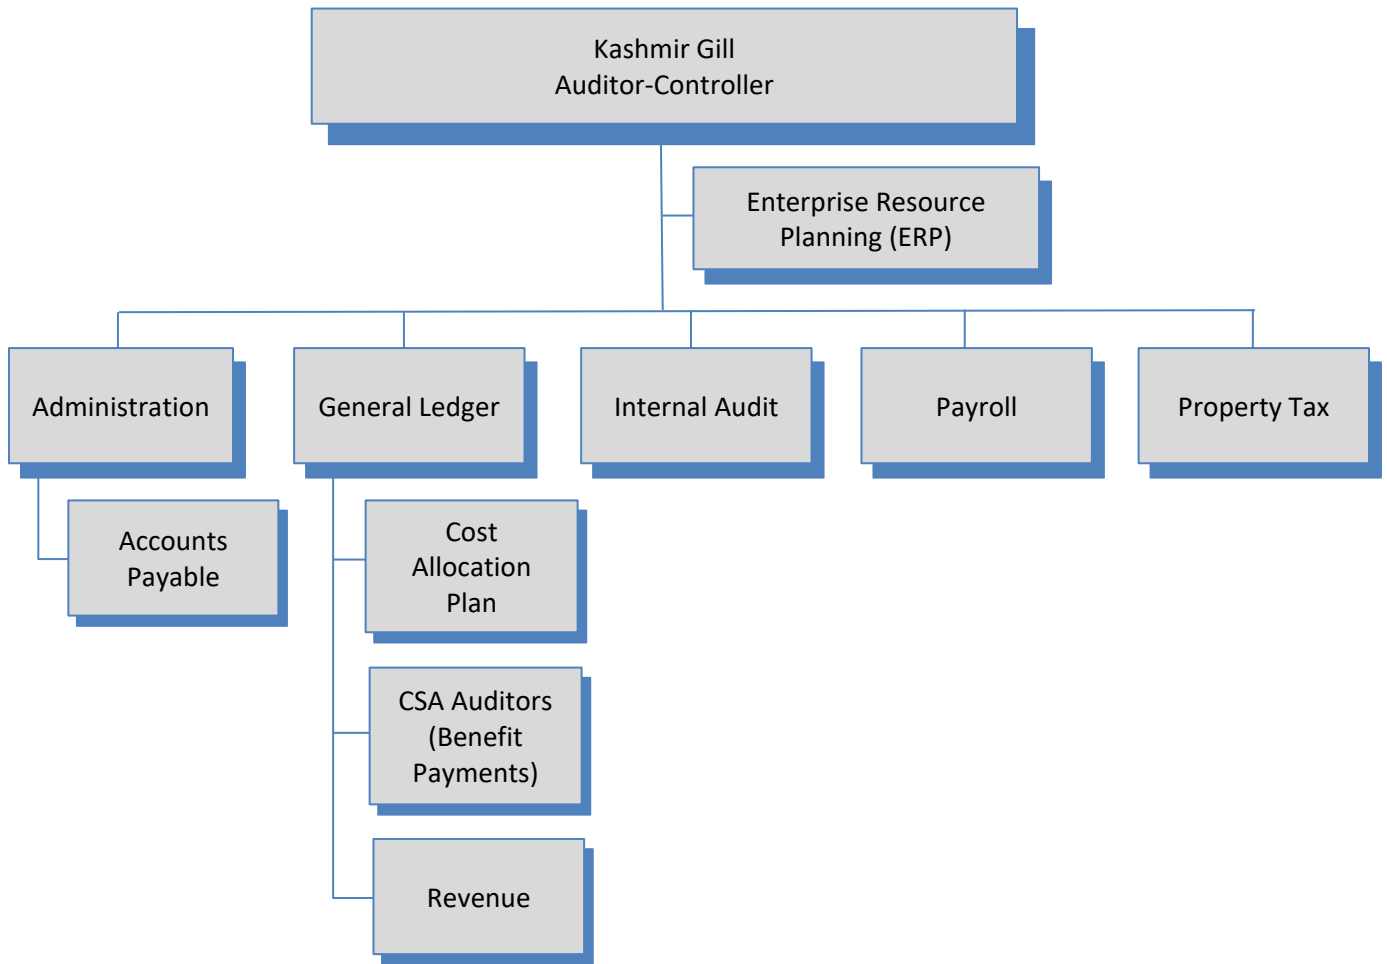 Kashmir Gill
Auditor-Controller
Enterprise Resource
Planning (ERP)
Administration
General Ledger
Internal Audit
Payroll
Property Tax
Accounts
Payable
Cost
Allocation
Plan
CSA Auditors
(Benefit
Payments)
Revenue